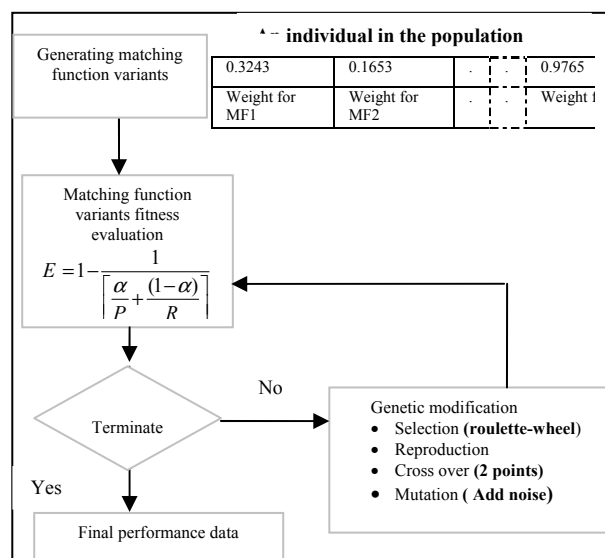 individual in the population
Generating matching
function variants
0.3243 0.1653 . . 0.9765
Weight for MF1 Weight for MF2 . . Weight
Matching function
variants fitness
evaluation
E = 1 - 1 / [α/P + (1-α)/R]
Terminate
No
Yes
Genetic modification
• Selection (roulette-wheel)
• Reproduction
• Cross over (2 points)
• Mutation ( Add noise)
Final performance data